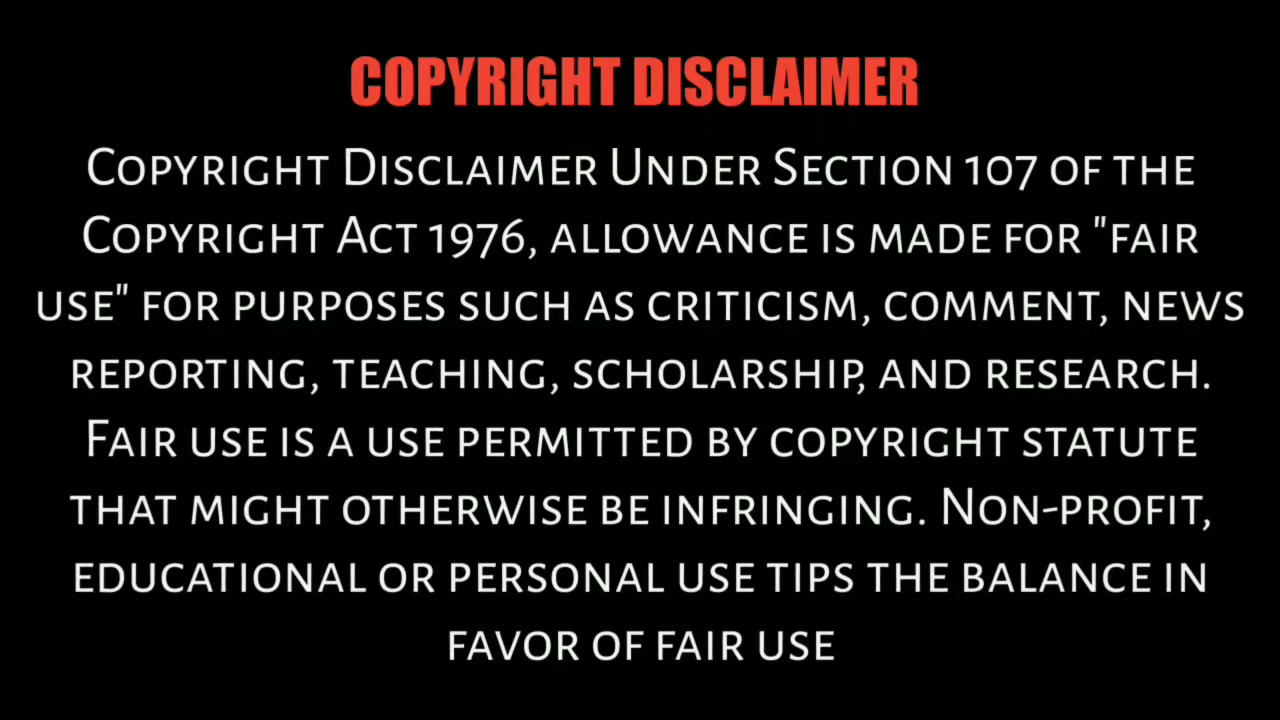 COPYRIGHT DISCLAIMER
Copyright Disclaimer Under Section 107 of the
Copyright Act 1976, allowance is made for "fair
use" for purposes such as criticism, comment, news
reporting, teaching, scholarship, and research.
Fair use is a use permitted by copyright statute
that might otherwise be infringing. Non-profit,
educational or personal use tips the balance in
favor of fair use